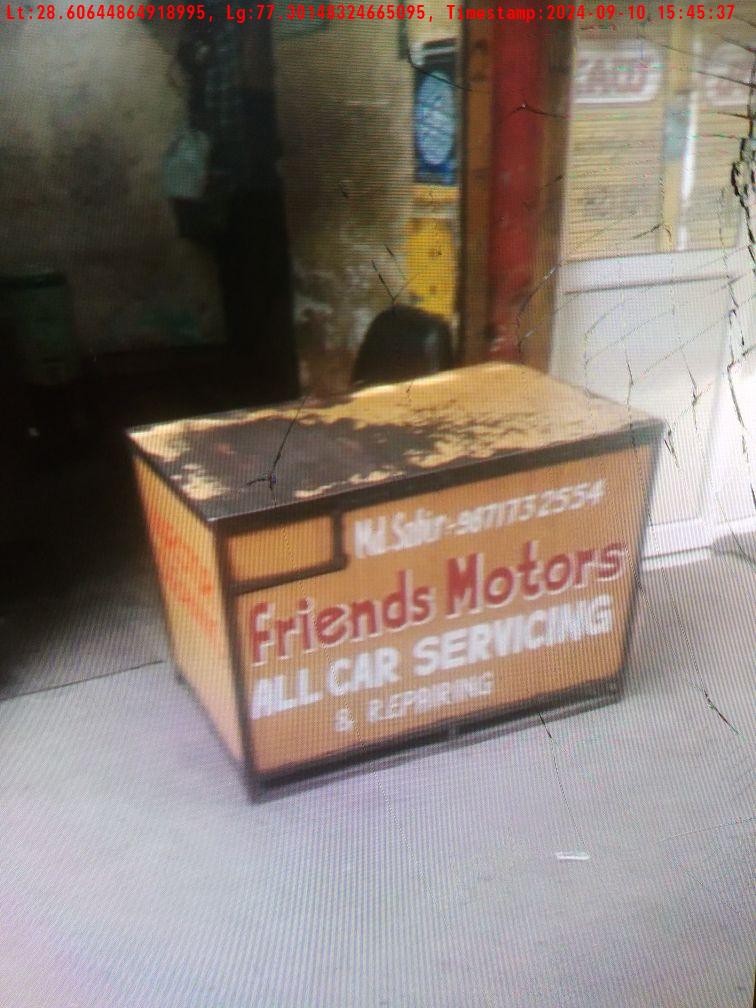 Lt:28.60644864918995, Lg:77.30148324665095, Timestamp:2024-09-10, 15:45:37
Md.Safir-9871732554
Friends Motors
ALL CAR SERVICING
& REPAIRING